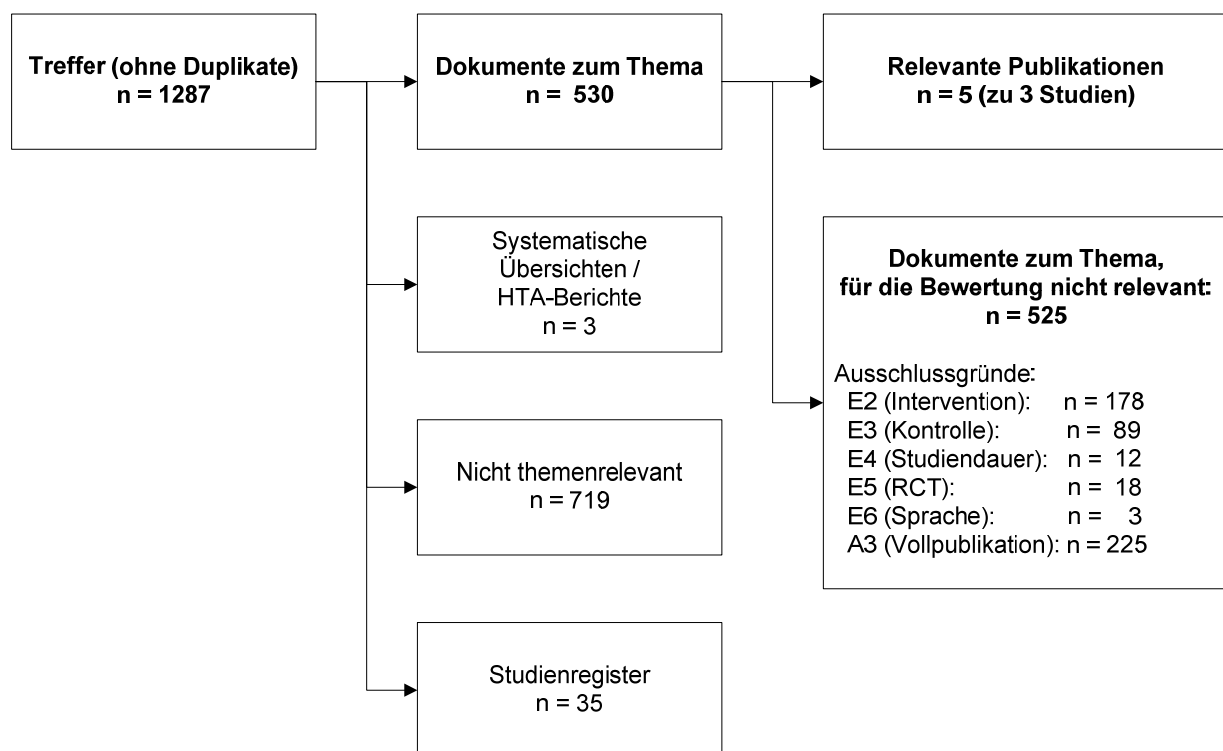 Treffer (ohne Duplikate)
n = 1287
Dokumente zum Thema
n = 530
Relevante Publikationen
n = 5 (zu 3 Studien)
Systematische
Übersichten /
HTA-Berichte
n = 3
Nicht themenrelevant
n = 719
Studienregister
n = 35
Dokumente zum Thema,
für die Bewertung nicht relevant:
n = 525
Ausschlussgründe:
E2 (Intervention): n = 178
E3 (Kontrolle): n = 89
E4 (Studiendauer): n = 12
E5 (RCT): n = 18
E6 (Sprache): n = 3
A3 (Vollpublikation): n = 225